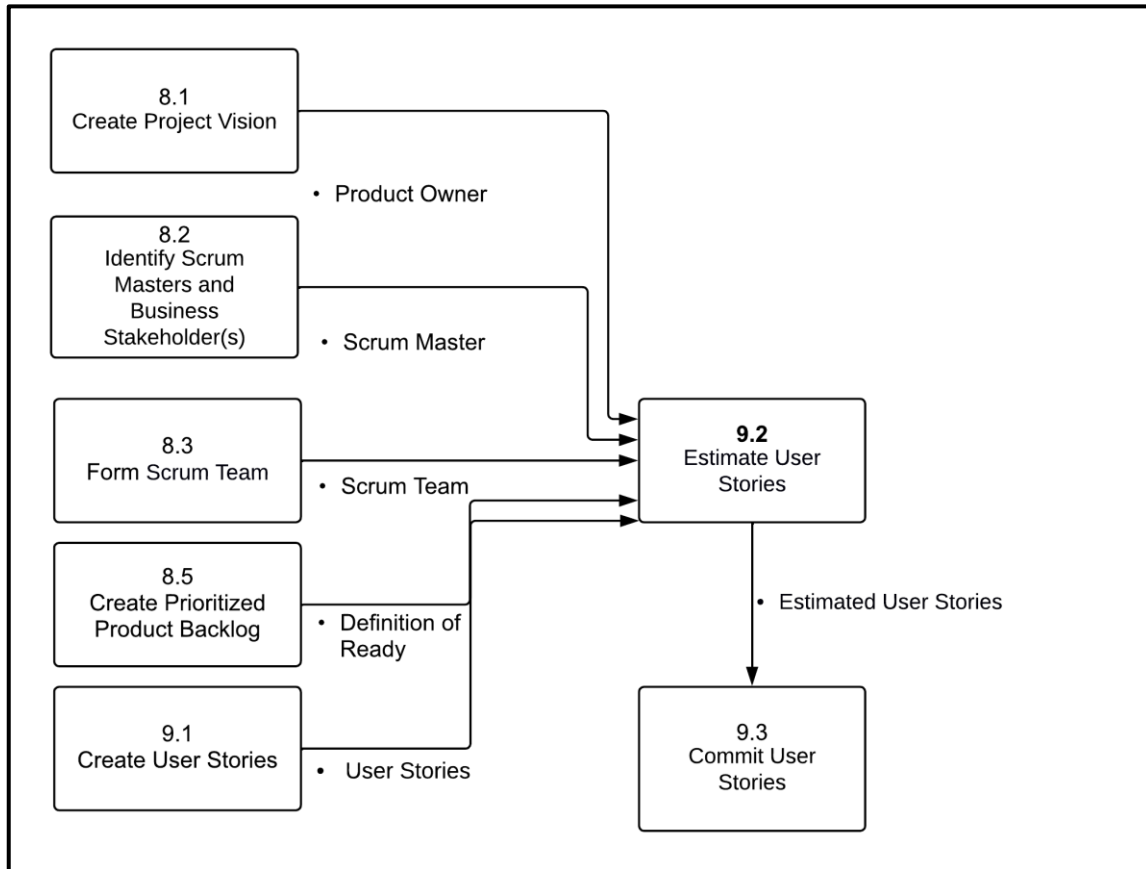 8.1
Create Project Vision
• Product Owner
8.2
Identify Scrum
Masters and
Business
Stakeholder(s)
• Scrum Master
8.3
Form Scrum Team
• Scrum Team
8.5
Create Prioritized
Product Backlog
• Definition of
Ready
9.1
Create User Stories
• User Stories
9.2
Estimate User
Stories
• Estimated User Stories
9.3
Commit User
Stories